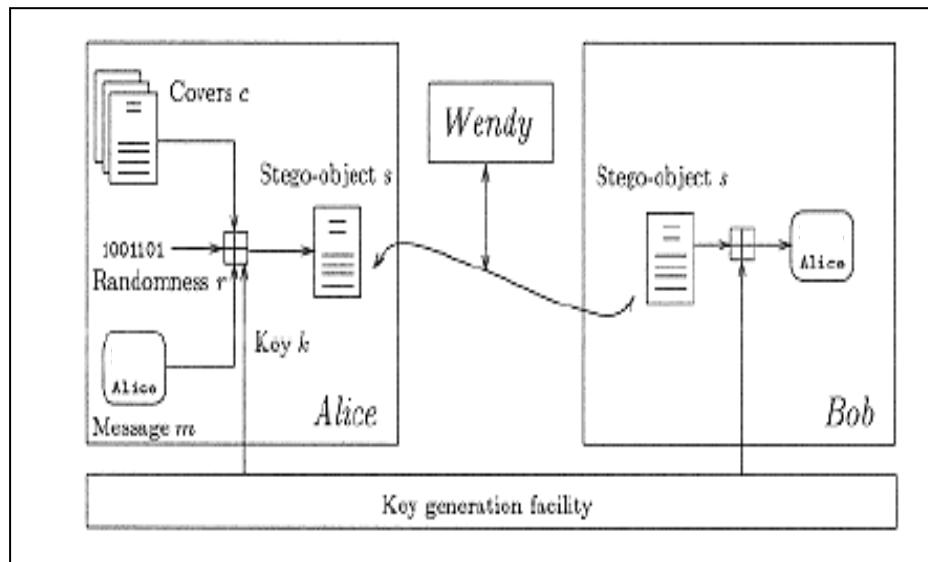 Covers c
Wendy
Stego-object s
Stego-object s
1001101
Randomness r
Alice
Key k
Alice
Message m
Alice
Bob
Key generation facility